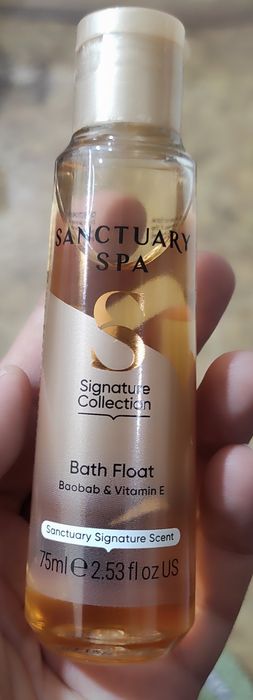 SANCTUARY
SPA
S
Signature
Collection
Bath Float
Baobab & Vitamin E
Sanctuary Signature Scent
75ml ℮ 2.53 fl oz US